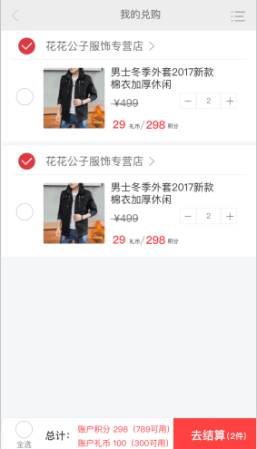 我的兑购
花花公子服饰专营店
男士冬季外套2017新款
棉衣加厚休闲
¥499
2
29 礼币/298 积分
花花公子服饰专营店
男士冬季外套2017新款
棉衣加厚休闲
¥499
2
29 礼币/298 积分
全选
总计：
账户积分 298（789可用）
账户礼币 100（300可用）
去结算(2件)